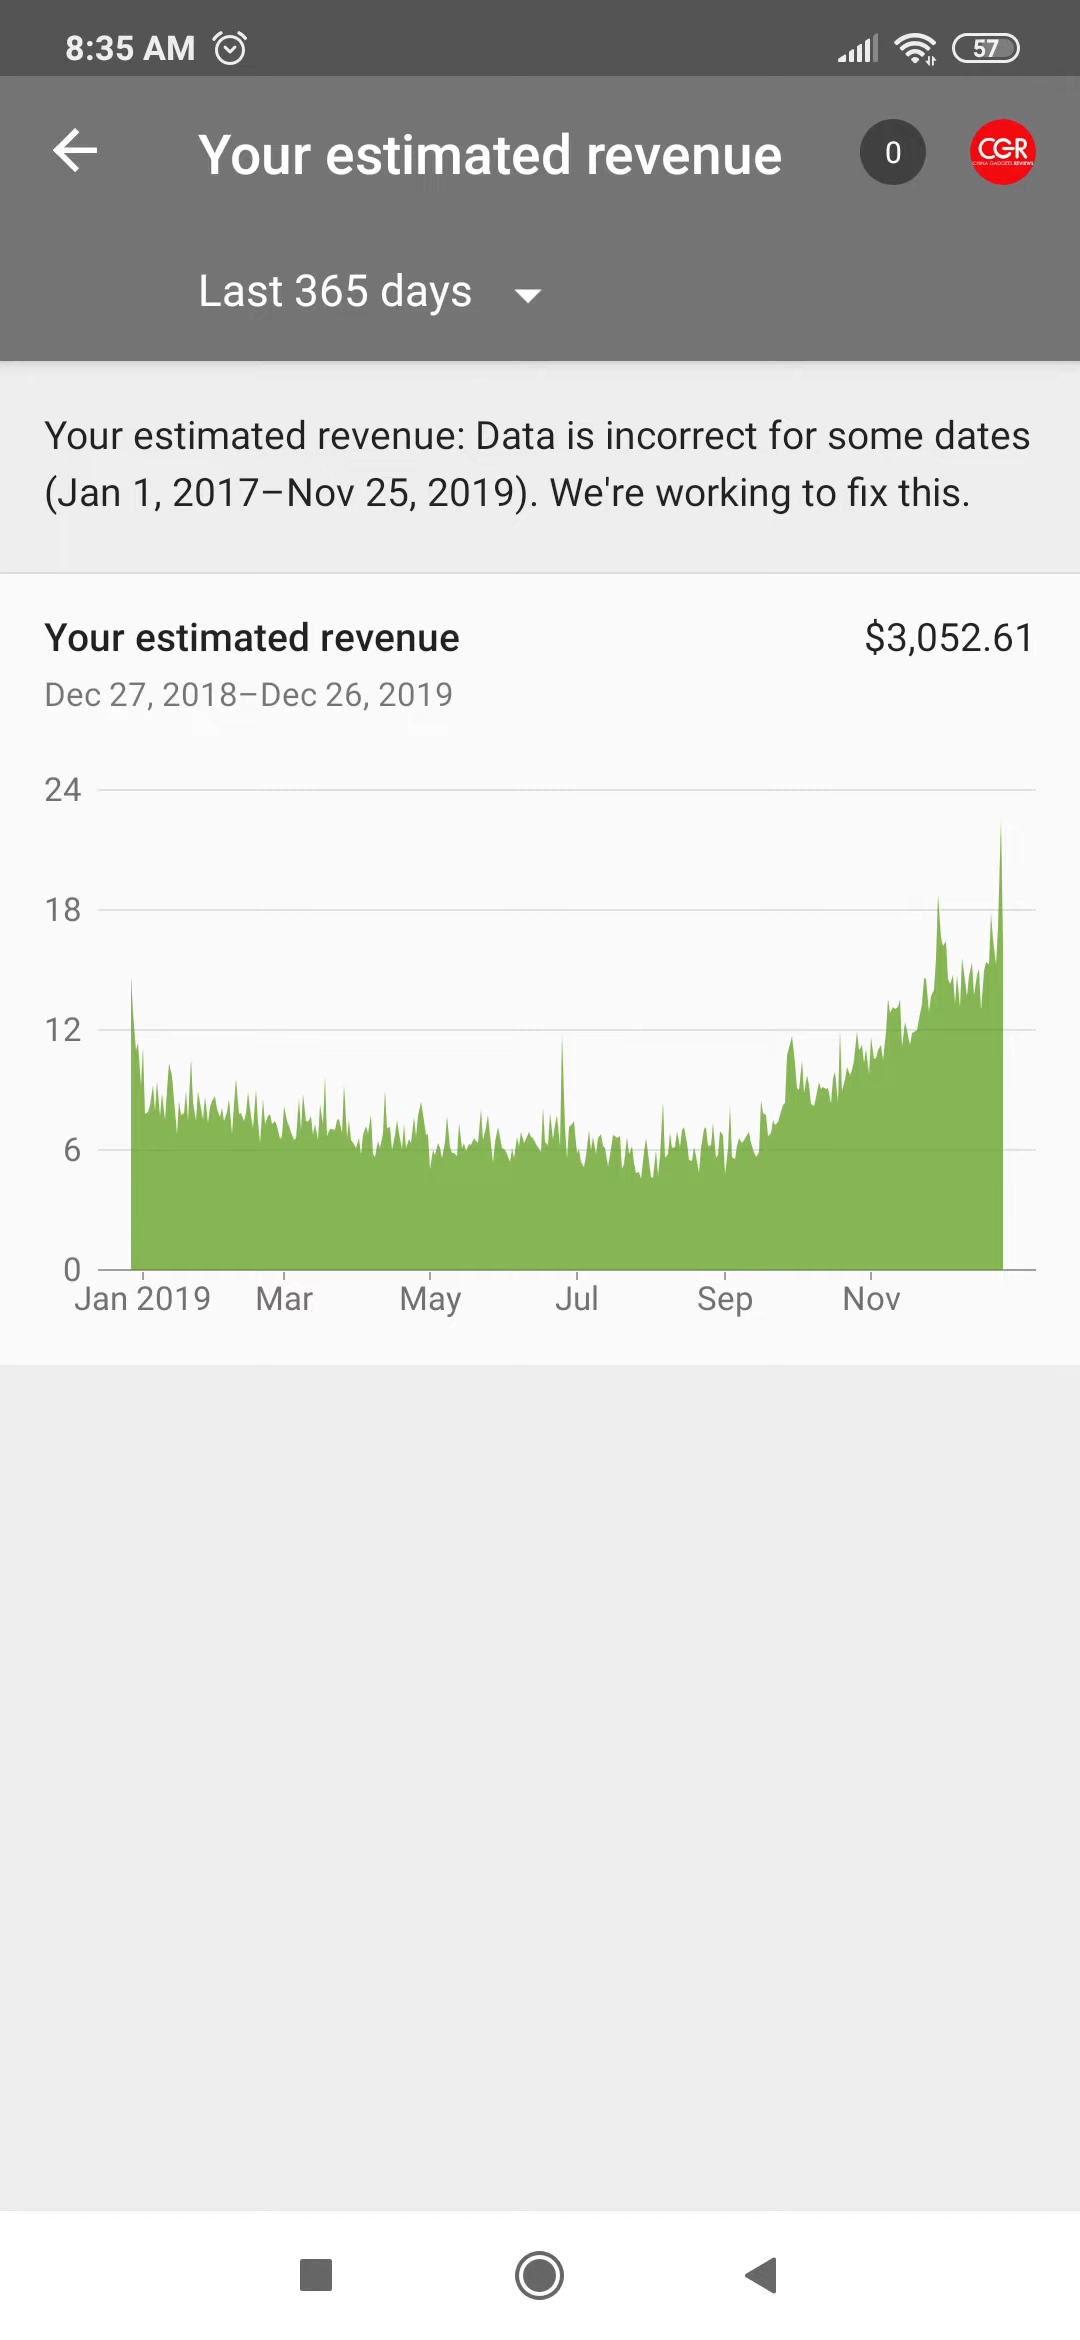 8:35 AM
57
Your estimated revenue
0
CGR
CHINA GADGETS REVIEWS
Last 365 days
Your estimated revenue: Data is incorrect for some dates
(Jan 1, 2017–Nov 25, 2019). We're working to fix this.
Your estimated revenue
$3,052.61
Dec 27, 2018–Dec 26, 2019
24
18
12
6
0
Jan 2019 Mar May Jul Sep Nov